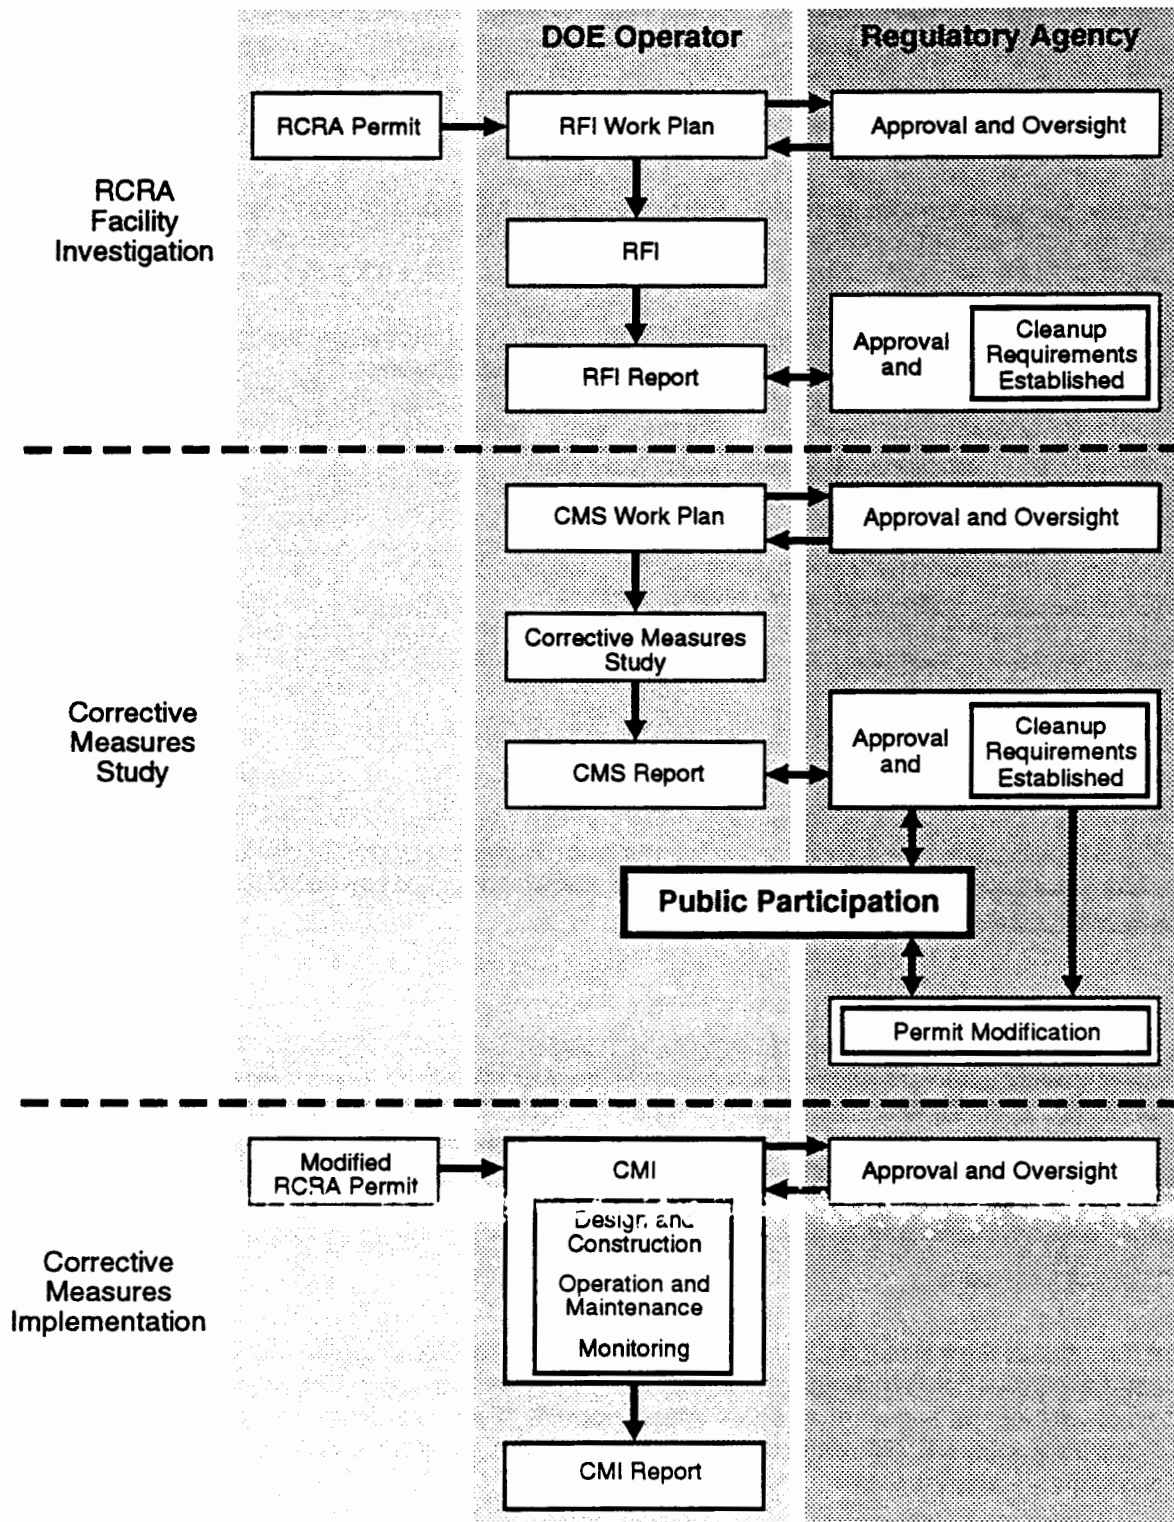 DOE Operator
Regulatory Agency
RCRA Permit
RFI Work Plan
Approval and Oversight
RCRA
Facility
Investigation
RFI
RFI Report
Approval
and
Cleanup
Requirements
Established
CMS Work Plan
Approval and Oversight
Corrective Measures
Study
Corrective
Measures
Study
CMS Report
Approval
and
Cleanup
Requirements
Established
Public Participation
Permit Modification
Modified
RCRA Permit
CMI
Approval and Oversight
Design and
Construction
Operation and
Maintenance
Monitoring
Corrective
Measures
Implementation
CMI Report